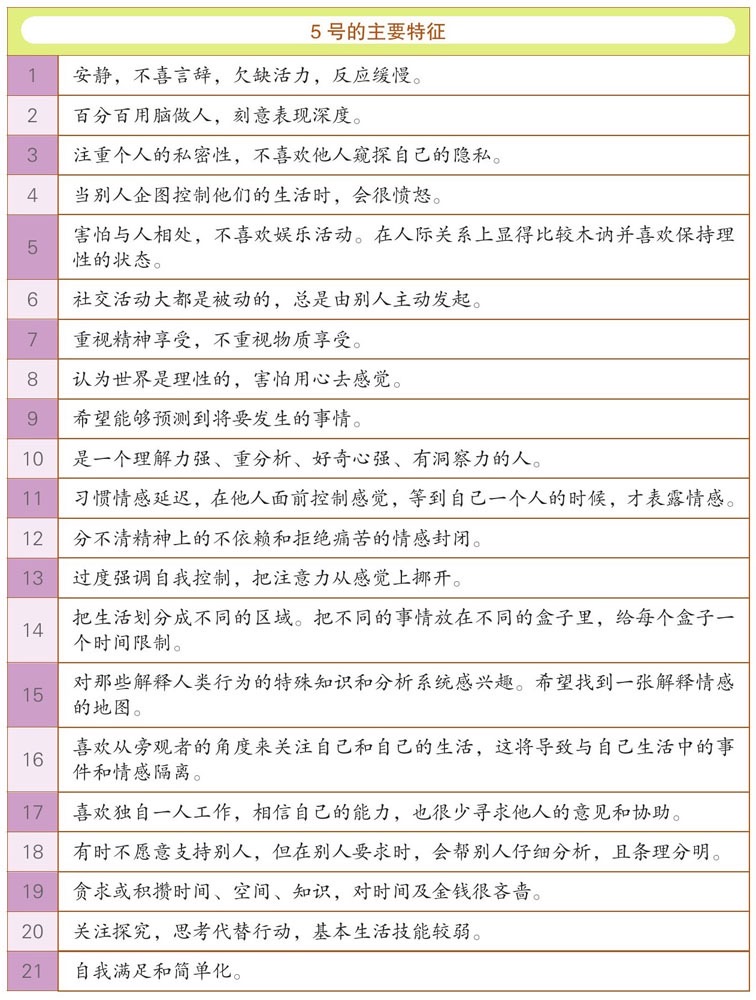 5号的主要特征
1 安静，不喜言辞，欠缺活力，反应缓慢。
2 百分百用脑做人，刻意表现深度。
3 注重个人的私密性，不喜欢他人窥探自己的隐私。
4 当别人企图控制他们的生活时，会很愤怒。
5 害怕与人相处，不喜欢娱乐活动。在人际关系上显得比较木讷并喜欢保持理
性的状态。
6 社交活动大都是被动的，总是由别人主动发起。
7 重视精神享受，不重视物质享受。
8 认为世界是理性的，害怕用心去感觉。
9 希望能够预测到将要发生的事情。
10 是一个理解力强、重分析、好奇心强、有洞察力的人。
11 习惯情感延迟，在他人面前控制感觉，等到自己一个人的时候，才表露情感。
12 分不清精神上的不依赖和拒绝痛苦的情感封闭。
13 过度强调自我控制，把注意力从感觉上挪开。
14 把生活划分成不同的区域。把不同的事情放在不同的盒子里，给每个盒子一
个时间限制。
15 对那些解释人类行为的特殊知识和分析系统感兴趣。希望找到一张解释情感
的地图。
16 喜欢从旁观者的角度来关注自己和自己的生活，这将导致与自己生活中的事
件和情感隔离。
17 喜欢独自一人工作，相信自己的能力，也很少寻求他人的意见和协助。
18 有时不愿意支持别人，但在别人要求时，会帮别人仔细分析，且条理分明。
19 贪求或积攒时间、空间、知识，对时间及金钱很吝啬。
20 关注探究，思考代替行动，基本生活技能较弱。
21 自我满足和简单化。